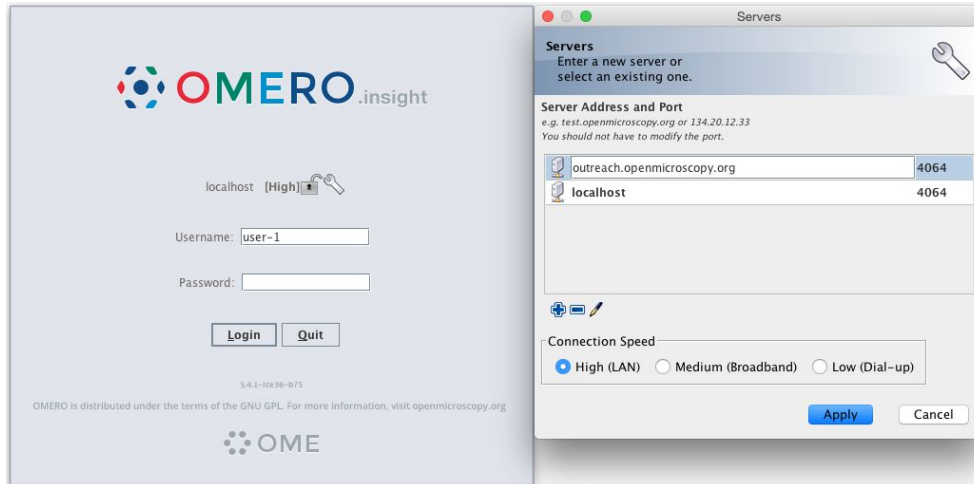 OMERO.insight
localhost [High]
Username: user-1
Password:
Login Quit
5.4.1-ice36-b75
OMERO is distributed under the terms of the GNU GPL. For more information, visit openmicroscopy.org
OME
Servers
Servers
Enter a new server or
select an existing one.
Server Address and Port
e.g. test.openmicroscopy.org or 134.20.12.33
You should not have to modify the port.
outreach.openmicroscopy.org 4064
localhost 4064
Connection Speed
High (LAN) Medium (Broadband) Low (Dial-up)
Apply Cancel